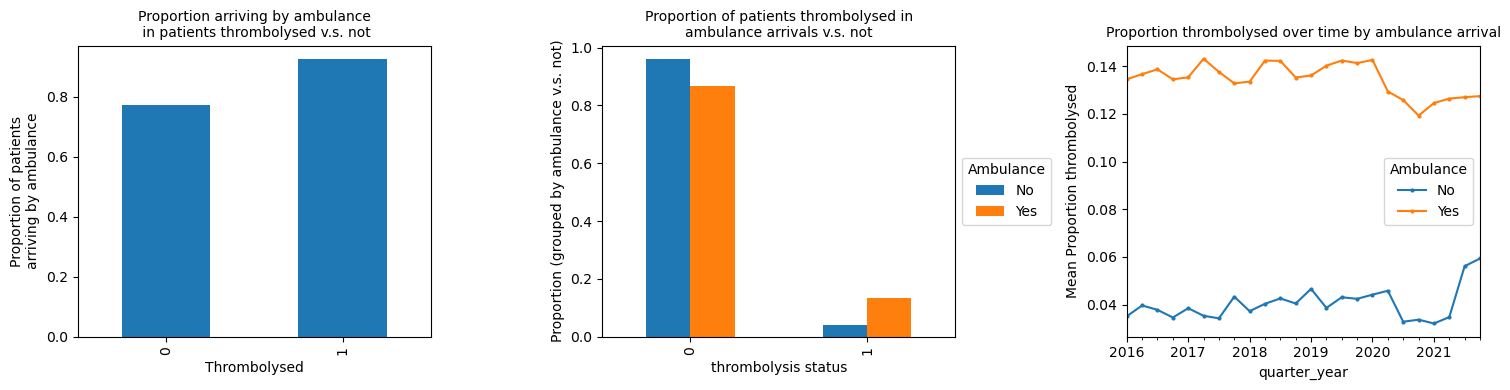 Proportion arriving by ambulance
in patients thrombolysed v.s. not
Proportion of patients
arriving by ambulance
0.8
0.6
0.4
0.2
0.0
0
1
Thrombolysed
Proportion of patients thrombolysed in
ambulance arrivals v.s. not
Proportion (grouped by ambulance v.s. not)
1.0
0.8
0.6
0.4
0.2
0.0
0
1
thrombolysis status
Ambulance
No
Yes
Proportion thrombolysed over time by ambulance arrival
Mean Proportion thrombolysed
0.14
0.12
0.10
0.08
0.06
0.04
Ambulance
No
Yes
2016
2017
2018
2019
2020
2021
quarter_year